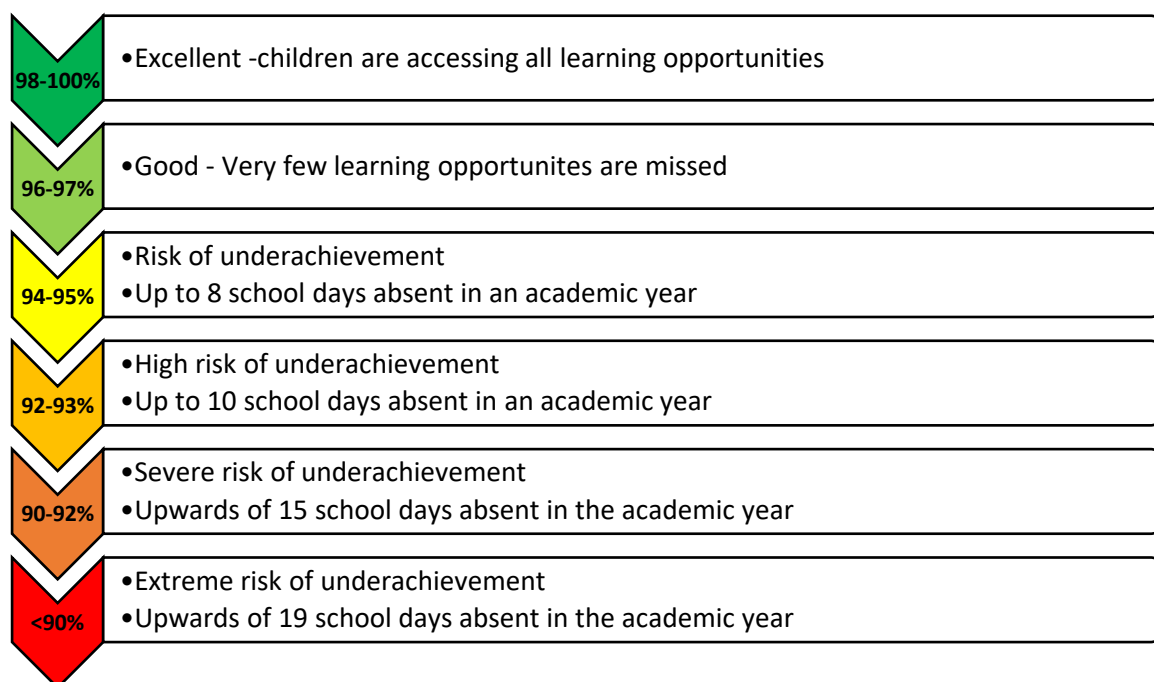 98-100%
•Excellent -children are accessing all learning opportunities
96-97%
•Good - Very few learning opportunites are missed
94-95%
•Risk of underachievement
•Up to 8 school days absent in an academic year
92-93%
•High risk of underachievement
•Up to 10 school days absent in an academic year
90-92%
•Severe risk of underachievement
•Upwards of 15 school days absent in the academic year
<90%
•Extreme risk of underachievement
•Upwards of 19 school days absent in the academic year